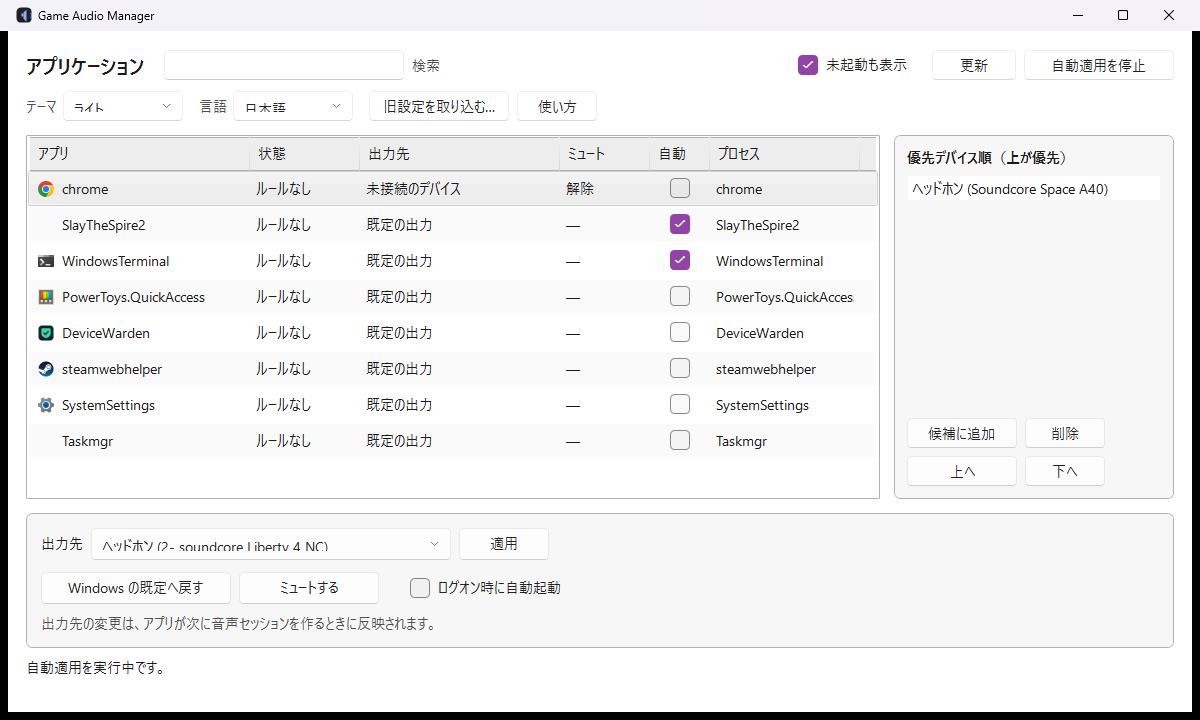 Game Audio Manager
アプリケーション 検索 未起動も表示 更新 自動適用を停止
テーマ ライト 言語 日本語 旧設定を取り込む... 使い方
アプリ 状態 出力先 ミュート 自動 プロセス
chrome ルールなし 未接続のデバイス 解除 chrome
SlayTheSpire2 ルールなし 既定の出力 — SlayTheSpire2
WindowsTerminal ルールなし 既定の出力 — WindowsTerminal
PowerToys.QuickAccess ルールなし 既定の出力 — PowerToys.QuickAcces
DeviceWarden ルールなし 既定の出力 — DeviceWarden
steamwebhelper ルールなし 既定の出力 — steamwebhelper
SystemSettings ルールなし 既定の出力 — SystemSettings
Taskmgr ルールなし 既定の出力 — Taskmgr
優先デバイス順（上が優先）
ヘッドホン (Soundcore Space A40)
候補に追加 削除
上へ 下へ
出力先 ヘッドホン (2- soundcore Liberty 4 NC) 適用
Windows の既定へ戻す ミュートする ログオン時に自動起動
出力先の変更は、アプリが次に音声セッションを作るときに反映されます。
自動適用を実行中です。